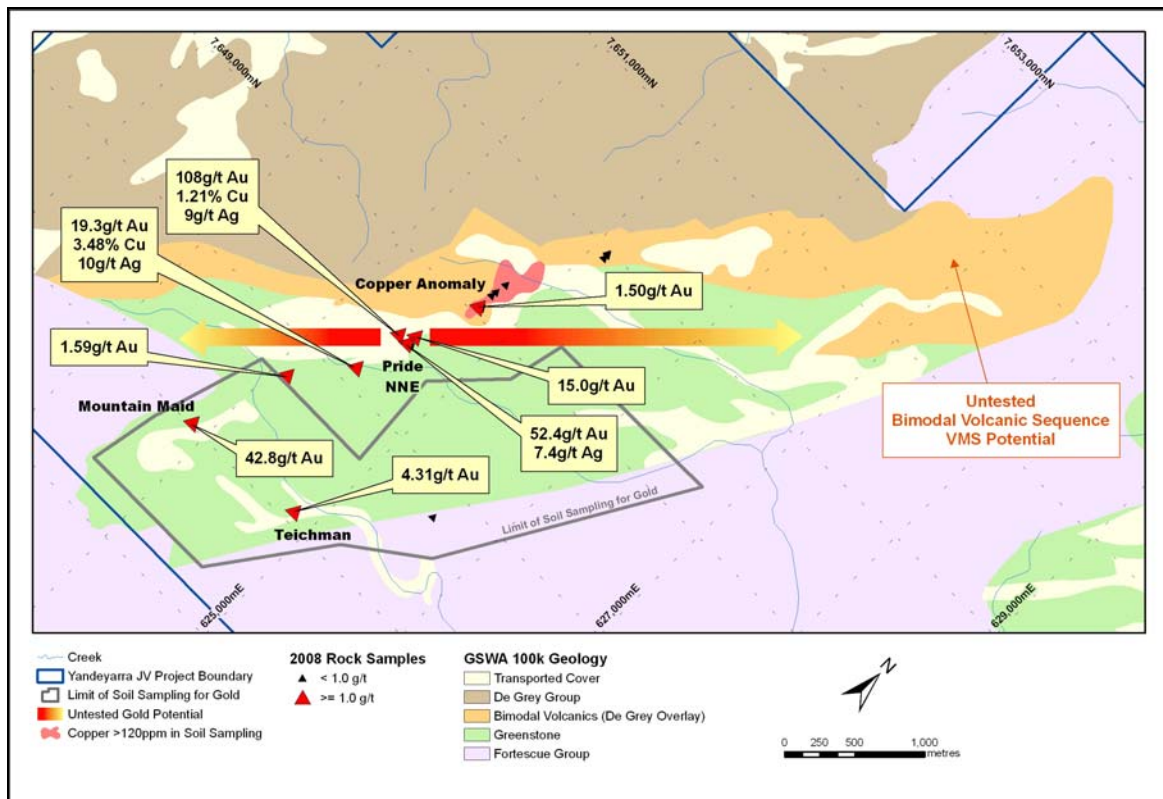 7,649,000mN
7,651,000mN
7,653,000mN
108g/t Au
1.21% Cu
9g/t Ag
19.3g/t Au
3.48% Cu
10g/t Ag
Copper Anomaly
1.50g/t Au
1.59g/t Au
Pride
NNE
15.0g/t Au
Mountain Maid
42.8g/t Au
52.4g/t Au
7.4g/t Ag
4.31g/t Au
Teichman
Limit of Soil Sampling for Gold
Untested
Bimodal Volcanic Sequence
VMS Potential
625,000mE
627,000mE
629,000mE
Creek
Yandeyarra JV Project Boundary
Limit of Soil Sampling for Gold
Untested Gold Potential
Copper >120ppm in Soil Sampling
2008 Rock Samples
< 1.0 g/t
>= 1.0 g/t
GSWA 100k Geology
Transported Cover
De Grey Group
Bimodal Volcanics (De Grey Overlay)
Greenstone
Fortescue Group
N
0 250 500 1,000
metres